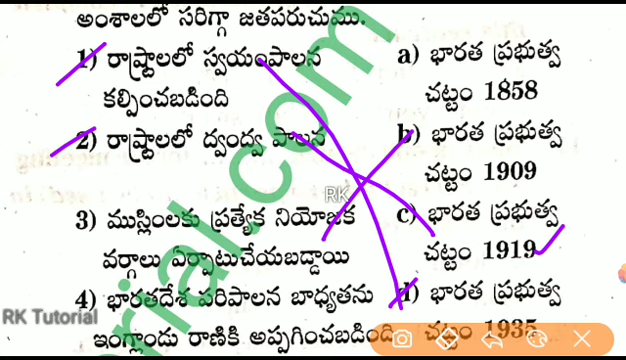 అంశాలలో సరిగ్గా జతపరుచుము.
1) రాష్ట్రాలలో స్వయంపాలన a) భారత ప్రభుత్వ
కల్పించబడింది చట్టం 1858
2) రాష్ట్రాలలో ద్వంద్వ పాలన b) భారత ప్రభుత్వ
చట్టం 1909
RK
3) ముస్లింలకు ప్రత్యేక నియోజక c) భారత ప్రభుత్వ
వర్గాలు ఏర్పాటుచేయబడ్డాయి చట్టం 1919
4) భారతదేశ పరిపాలన బాధ్యతను d) భారత ప్రభుత్వ
RK Tutorial
ఇంగ్లాండు రాణికి అప్పగించబడింది చట్టం 1935
rial.com